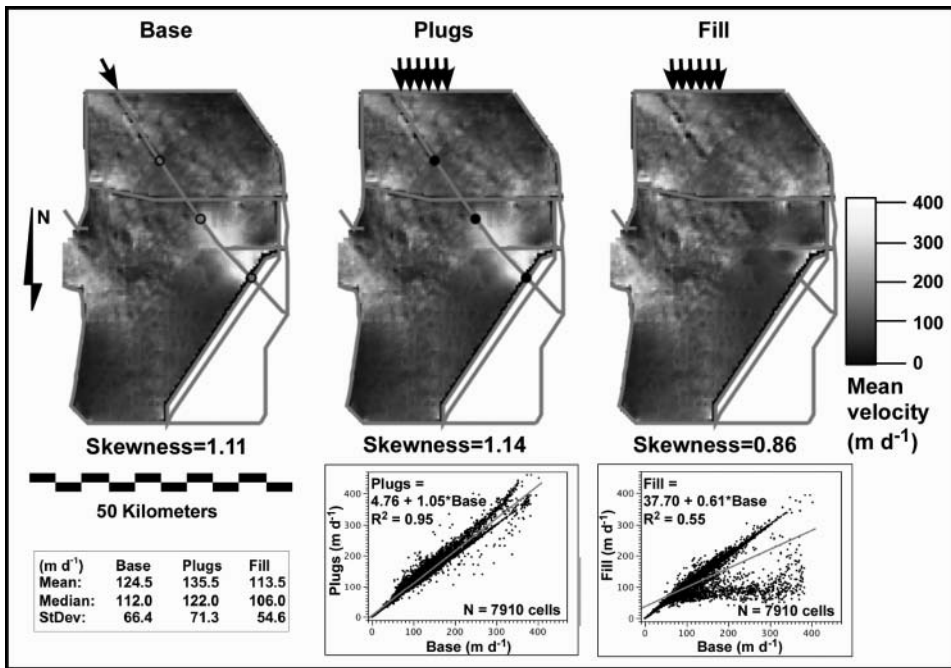 Base
Plugs
Fill
N
400
300
200
100
0
Mean
velocity
(m d-1)
Skewness=1.11
Skewness=1.14
Skewness=0.86
50 Kilometers
(m d-1) Base Plugs Fill
Mean: 124.5 135.5 113.5
Median: 112.0 122.0 106.0
StDev: 66.4 71.3 54.6
Plugs =
4.76 + 1.05*Base
R2 = 0.95
N = 7910 cells
Plugs (m d-1)
400
300
200
100
0
0 100 200 300 400
Base (m d-1)
Fill =
37.70 + 0.61*Base
R2 = 0.55
N = 7910 cells
Fill (m d-1)
400
300
200
100
0
0 100 200 300 400
Base (m d-1)